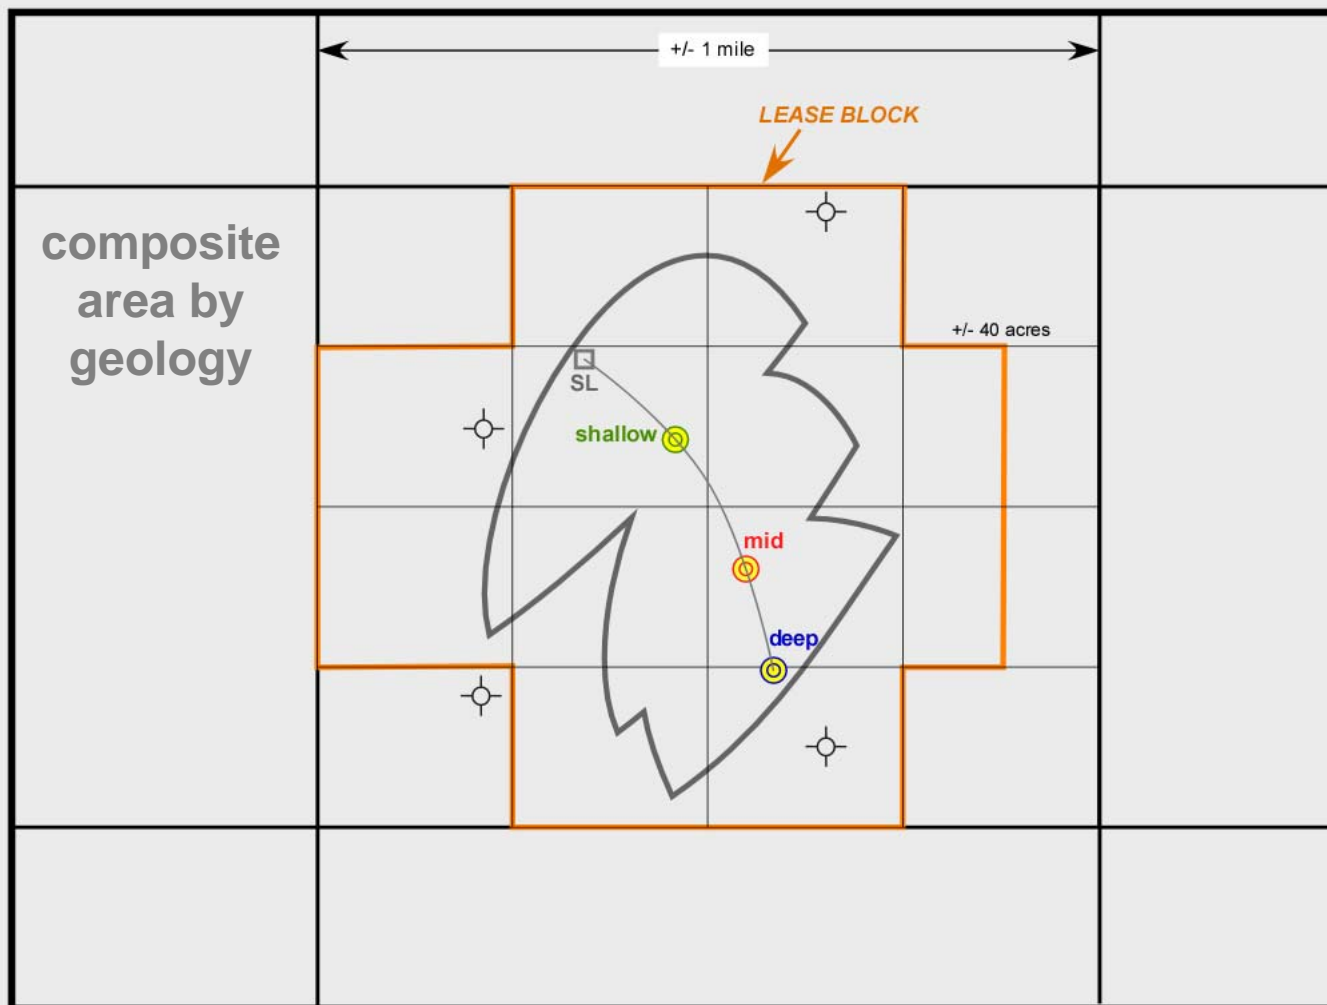 +/- 1 mile
LEASE BLOCK
composite
area by
geology
+/- 40 acres
SL
shallow
mid
deep